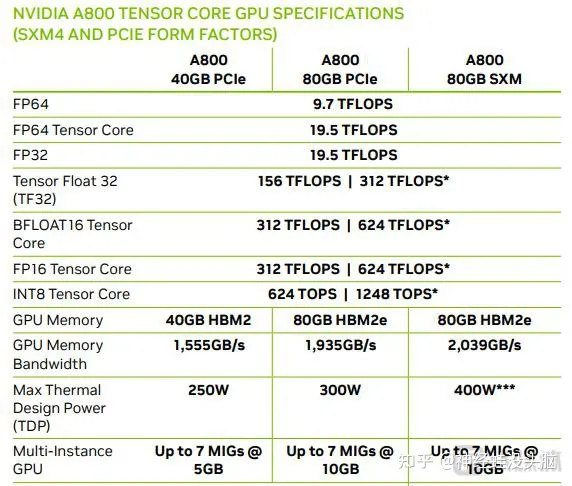 NVIDIA A800 TENSOR CORE GPU SPECIFICATIONS
(SXM4 AND PCIE FORM FACTORS)
A800 40GB PCIe A800 80GB PCIe A800 80GB SXM
FP64 9.7 TFLOPS
FP64 Tensor Core 19.5 TFLOPS
FP32 19.5 TFLOPS
Tensor Float 32 (TF32) 156 TFLOPS | 312 TFLOPS*
BFLOAT16 Tensor Core 312 TFLOPS | 624 TFLOPS*
FP16 Tensor Core 312 TFLOPS | 624 TFLOPS*
INT8 Tensor Core 624 TOPS | 1248 TOPS*
GPU Memory 40GB HBM2 80GB HBM2e 80GB HBM2e
GPU Memory Bandwidth 1,555GB/s 1,935GB/s 2,039GB/s
Max Thermal Design Power (TDP) 250W 300W 400W***
Multi-Instance GPU Up to 7 MIGs @ 5GB Up to 7 MIGs @ 10GB Up to 7 MIGs @ 10GB
知乎